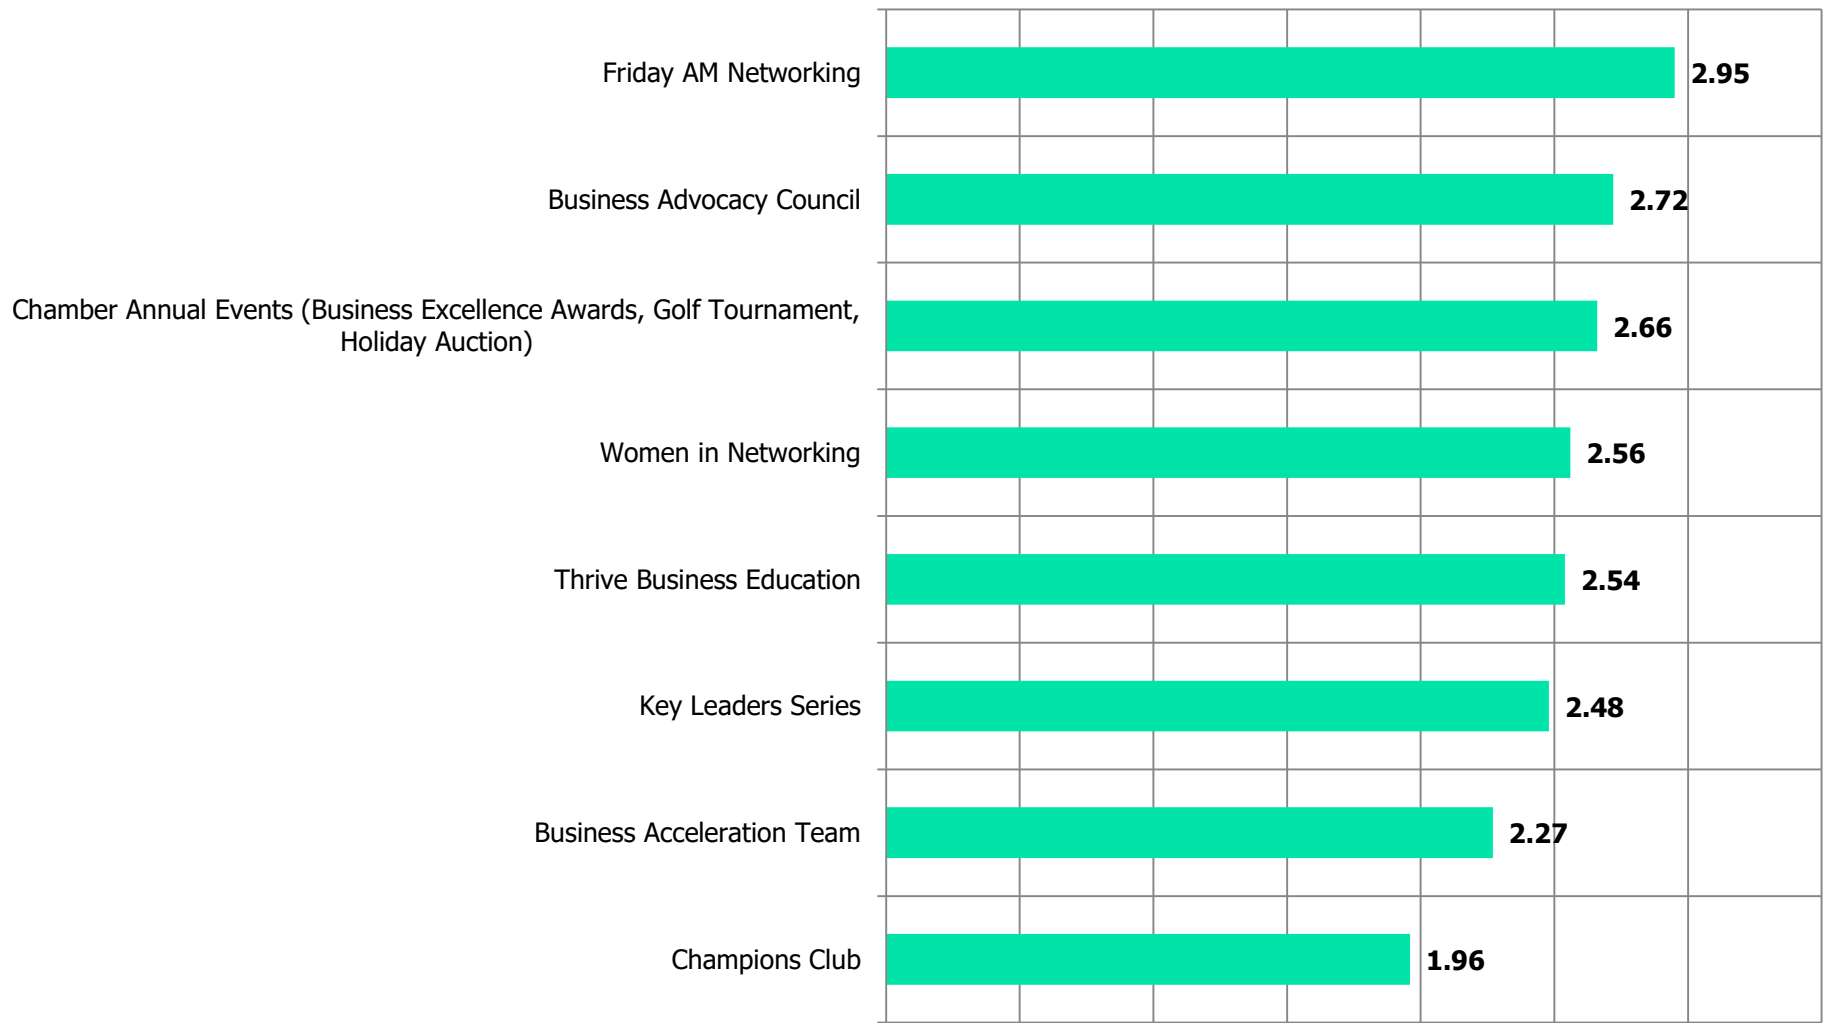 Friday AM Networking
2.95
Business Advocacy Council
2.72
Chamber Annual Events (Business Excellence Awards, Golf Tournament,
Holiday Auction)
2.66
Women in Networking
2.56
Thrive Business Education
2.54
Key Leaders Series
2.48
Business Acceleration Team
2.27
Champions Club
1.96